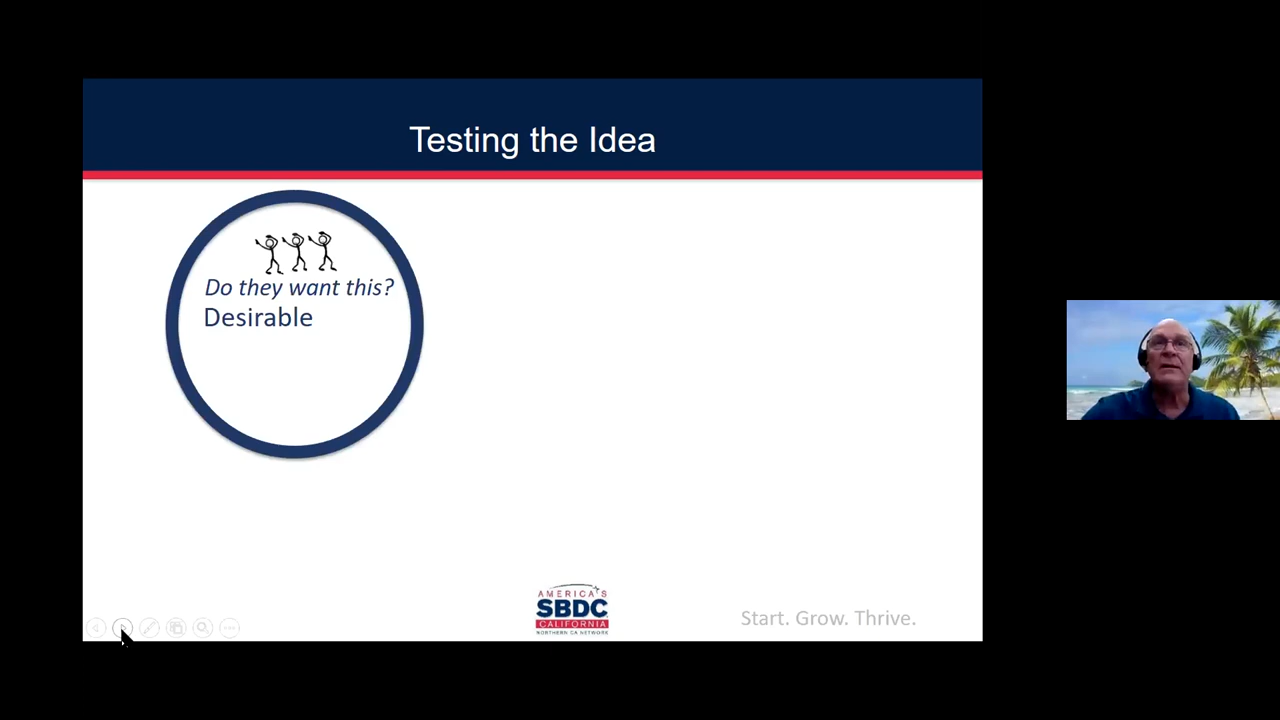 Testing the Idea
Do they want this?
Desirable
AMERICA'S
SBDC
CALIFORNIA
NORTHERN CA NETWORK
Start. Grow. Thrive.